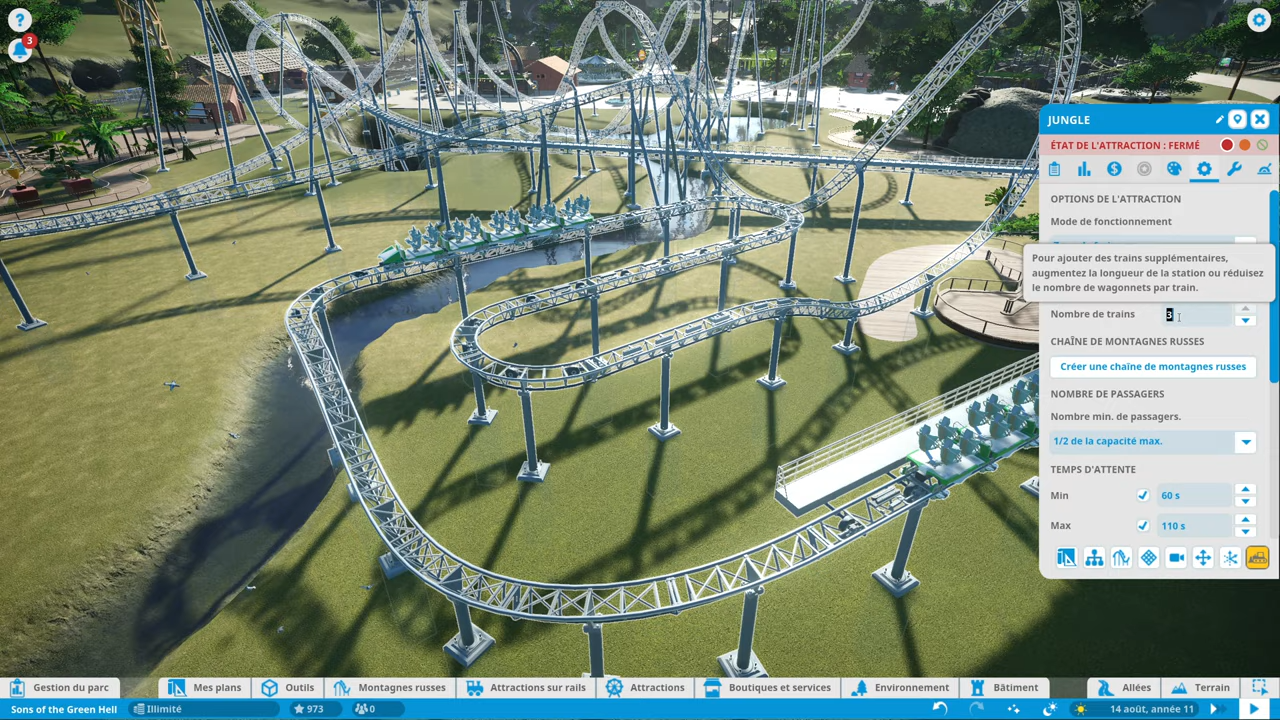 ?
3
JUNGLE
ÉTAT DE L'ATTRACTION : FERMÉ
OPTIONS DE L'ATTRACTION
Mode de fonctionnement
Pour ajouter des trains supplémentaires,
augmentez la longueur de la station ou réduisez
le nombre de wagonnets par train.
Nombre de trains 3
CHAÎNE DE MONTAGNES RUSSES
Créer une chaîne de montagnes russes
NOMBRE DE PASSAGERS
Nombre min. de passagers.
1/2 de la capacité max.
TEMPS D'ATTENTE
Min 60 s
Max 110 s
Gestion du parc Mes plans Outils Montagnes russes Attractions sur rails Attractions Boutiques et services Environnement Bâtiment Allées Terrain
Sons of the Green Hell Illimité 973 0 14 août, année 11